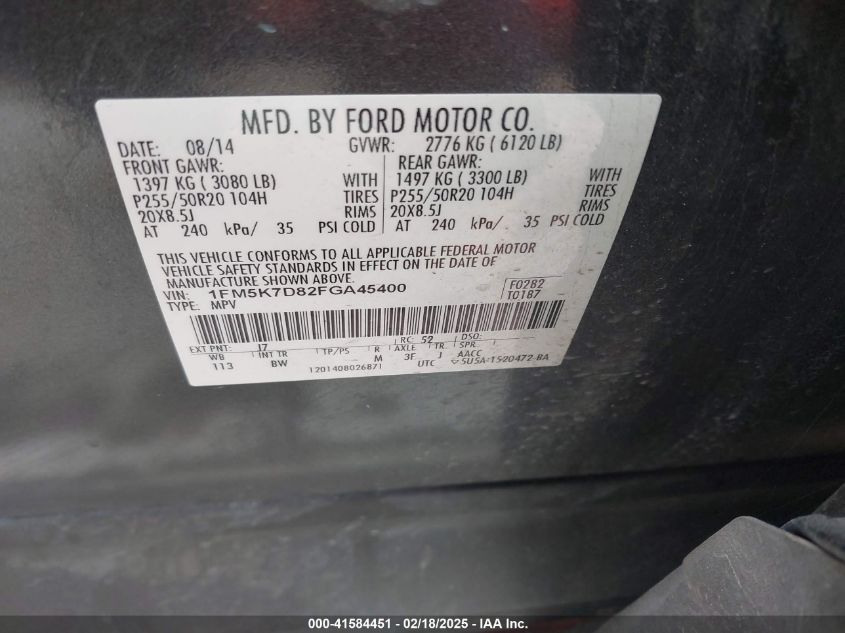 MFD. BY FORD MOTOR CO.
DATE: 08/14 GVWR: 2776 KG ( 6120 LB)
FRONT GAWR: REAR GAWR:
1397 KG ( 3080 LB) WITH 1497 KG ( 3300 LB) WITH
P255/50R20 104H TIRES P255/50R20 104H TIRES
20X8.5J RIMS 20X8.5J RIMS
AT 240 kPa/ 35 PSI COLD AT 240 kPa/ 35 PSI COLD
THIS VEHICLE CONFORMS TO ALL APPLICABLE FEDERAL MOTOR
VEHICLE SAFETY STANDARDS IN EFFECT ON THE DATE OF
MANUFACTURE SHOWN ABOVE.
VIN: 1FM5K7D82FGA45400 F0282
TYPE: MPV T0187
EXT PNT: J7 RC: 52 DSO:
WB INT TR TP/PS R AXLE TR SPR
113 BW M 3F J AACC
1201408026871 UTC 5U5A-1520472-BA
000-41584451 - 02/18/2025 - IAA Inc.